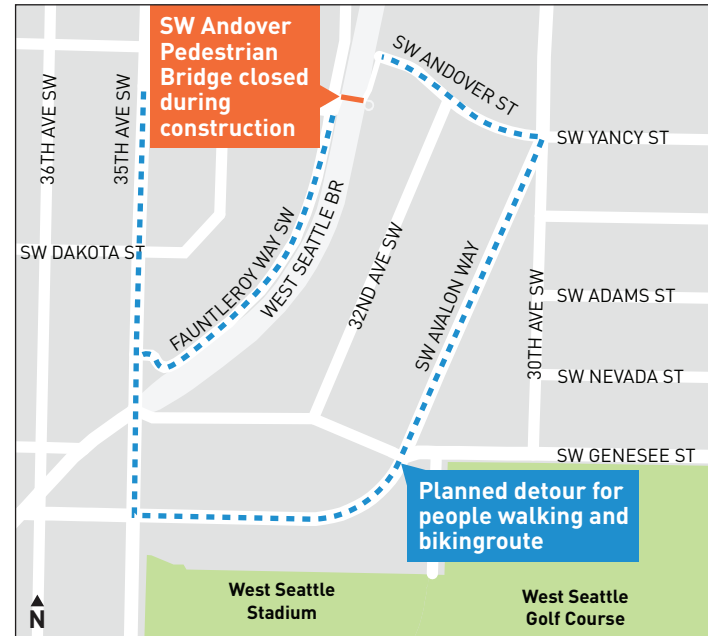 SW Andover
Pedestrian
Bridge closed
during
construction
SW ANDOVER ST
SW YANCY ST
36TH AVE SW
35TH AVE SW
SW DAKOTA ST
FAUNTLEROY WAY SW
WEST SEATTLE BR
32ND AVE SW
SW AVALON WAY
30TH AVE SW
SW ADAMS ST
SW NEVADA ST
SW GENESEE ST
Planned detour for
people walking and
bikingroute
West Seattle
Stadium
West Seattle
Golf Course
N